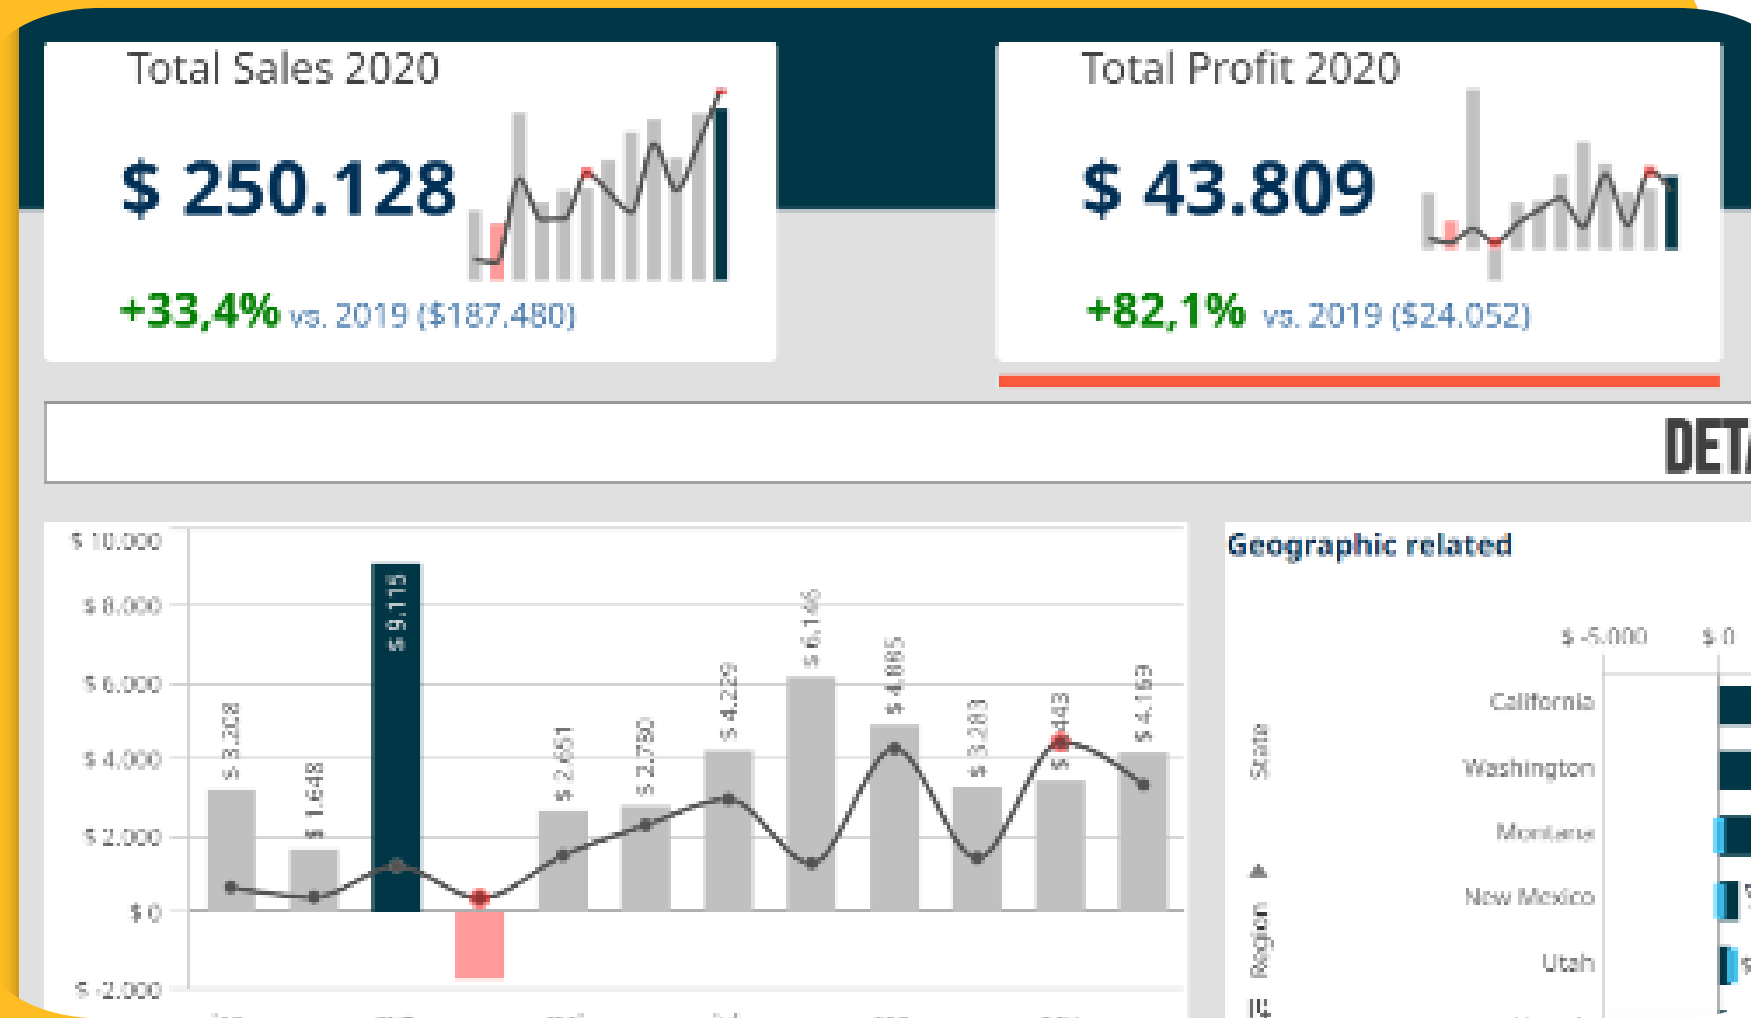 Total Sales 2020
$ 250.128
+33,4% vs. 2019 ($187.480)
Total Profit 2020
$ 43.809
+82,1% vs. 2019 ($24.052)
Geographic related
$ 10.000
$ 8.000
$ 6.000
$ 4.000
$ 2.000
$ 0
$ -2.000
$ 3.208
$ 1.648
$ 9.115
$ 2.651
$ 2.750
$ 4.229
$ 6.146
$ 4.885
$ 3.283
$ 4.159
$ -5.000
$ 0
State
Region
California
Washington
Montana
New Mexico
Utah